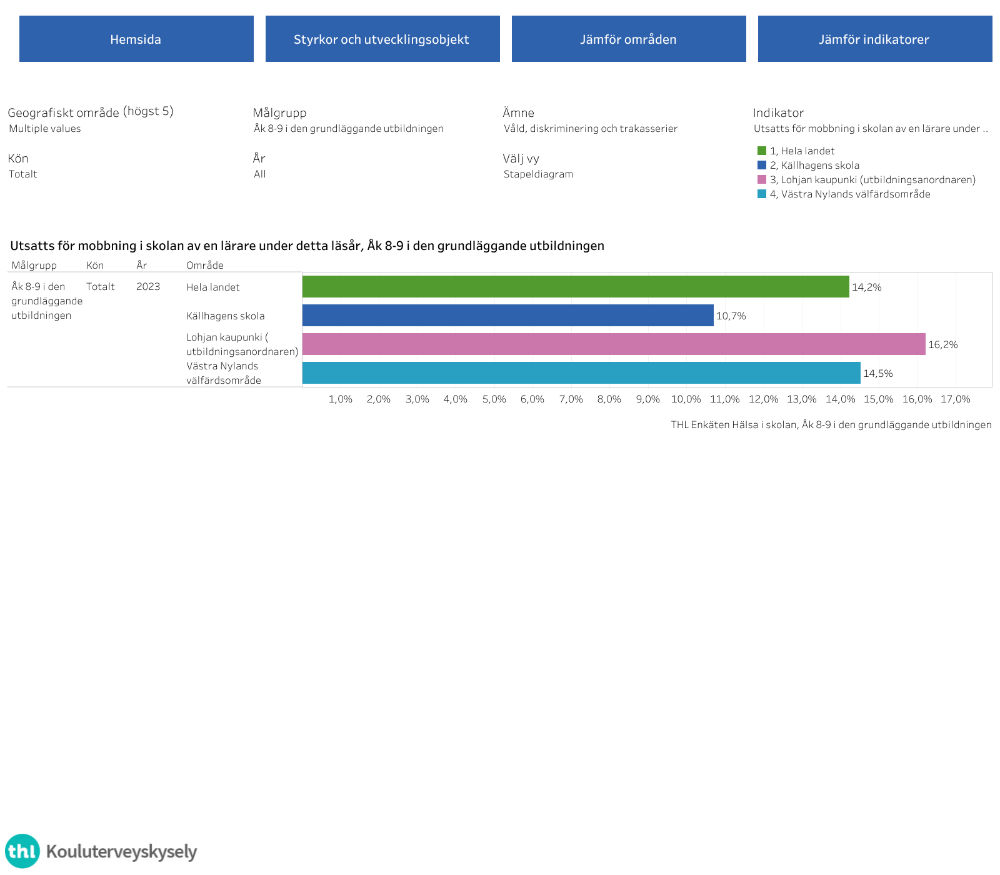 Hemsida
Styrkor och utvecklingsobjekt
Jämför områden
Jämför indikatorer
Geografiskt område (högst 5)
Multiple values
Målgrupp
Åk 8-9 i den grundläggande utbildningen
Ämne
Våld, diskriminering och trakasserier
Indikator
Utsatts för mobbning i skolan av en lärare under ..
Kön
Totalt
År
All
Välj vy
Stapeldiagram
1, Hela landet
2, Källhagens skola
3, Lohjan kaupunki (utbildningsanordnaren)
4, Västra Nylands välfärdsområde
Utsatts för mobbning i skolan av en lärare under detta läsår, Åk 8-9 i den grundläggande utbildningen
Målgrupp Kön År Område
Åk 8-9 i den
grundläggande
utbildningen
Totalt
2023
Hela landet
14,2%
Källhagens skola
10,7%
Lohjan kaupunki (
utbildningsanordnaren)
16,2%
Västra Nylands
välfärdsområde
14,5%
1,0% 2,0% 3,0% 4,0% 5,0% 6,0% 7,0% 8,0% 9,0% 10,0% 11,0% 12,0% 13,0% 14,0% 15,0% 16,0% 17,0%
THL Enkäten Hälsa i skolan, Åk 8-9 i den grundläggande utbildningen
thl Kouluterveyskysely